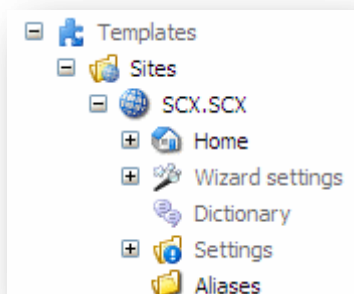 Templates
Sites
SCX.SCX
Home
Wizard settings
Dictionary
Settings
Aliases